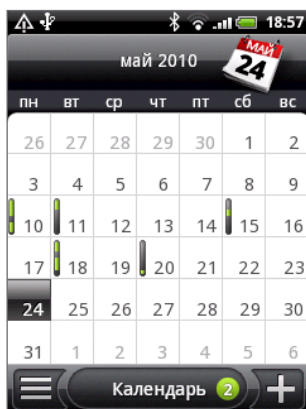 18:57
май 2010
МАЙ
24
пн вт ср чт пт сб вс
26 27 28 29 30 1 2
3 4 5 6 7 8 9
10 11 12 13 14 15 16
17 18 19 20 21 22 23
24 25 26 27 28 29 30
31 1 2 3 4 5 6
Календарь 2